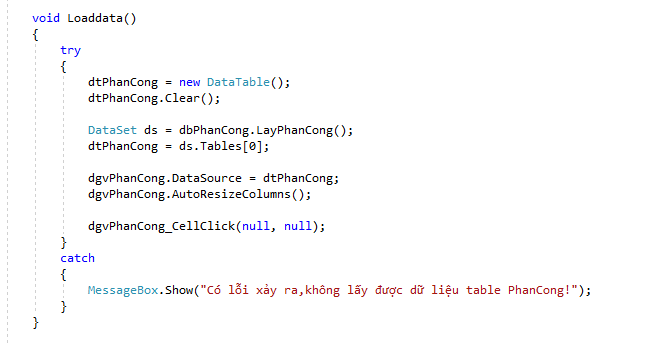 void Loaddata()
{
try
{
dtPhanCong = new DataTable();
dtPhanCong.Clear();
DataSet ds = dbPhanCong.LayPhanCong();
dtPhanCong = ds.Tables[0];
dgvPhanCong.DataSource = dtPhanCong;
dgvPhanCong.AutoResizeColumns();
dgvPhanCong_CellClick(null, null);
}
catch
{
MessageBox.Show("Có lỗi xảy ra,không lấy được dữ liệu table PhanCong!");
}
}